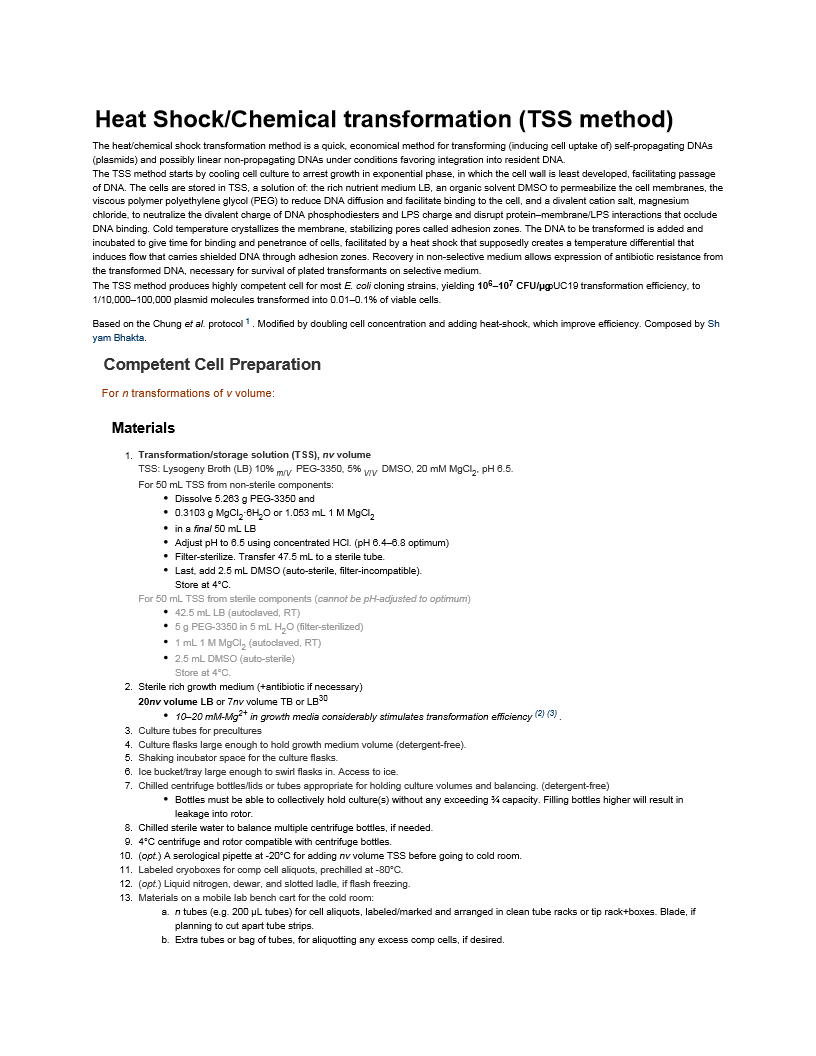 Heat Shock/Chemical transformation (TSS method)
The heat/chemical shock transformation method is a quick, economical method for transforming (inducing cell uptake of) self-propagating DNAs
(plasmids) and possibly linear non-propagating DNAs under conditions favoring integration into resident DNA.
The TSS method starts by cooling cell culture to arrest growth in exponential phase, in which the cell wall is least developed, facilitating passage
of DNA. The cells are stored in TSS, a solution of: the rich nutrient medium LB, an organic solvent DMSO to permeabilize the cell membranes, the
viscous polymer polyethylene glycol (PEG) to reduce DNA diffusion and facilitate binding to the cell, and a divalent cation salt, magnesium
chloride, to neutralize the divalent charge of DNA phosphodiesters and LPS charge and disrupt protein–membrane/LPS interactions that occlude
DNA binding. Cold temperature crystallizes the membrane, stabilizing pores called adhesion zones. The DNA to be transformed is added and
incubated to give time for binding and penetrance of cells, facilitated by a heat shock that supposedly creates a temperature differential that
induces flow that carries shielded DNA through adhesion zones. Recovery in non-selective medium allows expression of antibiotic resistance from
the transformed DNA, necessary for survival of plated transformants on selective medium.
The TSS method produces highly competent cell for most E. coli cloning strains, yielding 10⁶–10⁷ CFU/µgpUC19 transformation efficiency, to
1/10,000–100,000 plasmid molecules transformed into 0.01–0.1% of viable cells.
Based on the Chung et al. protocol ¹ . Modified by doubling cell concentration and adding heat-shock, which improve efficiency. Composed by Sh
yam Bhakta.
Competent Cell Preparation
For n transformations of v volume:
Materials
1. Transformation/storage solution (TSS), nv volume
TSS: Lysogeny Broth (LB) 10% m/V PEG-3350, 5% V/V DMSO, 20 mM MgCl₂, pH 6.5.
For 50 mL TSS from non-sterile components:
• Dissolve 5.263 g PEG-3350 and
• 0.3103 g MgCl₂·6H₂O or 1.053 mL 1 M MgCl₂
• in a final 50 mL LB
• Adjust pH to 6.5 using concentrated HCl. (pH 6.4–6.8 optimum)
• Filter-sterilize. Transfer 47.5 mL to a sterile tube.
• Last, add 2.5 mL DMSO (auto-sterile, filter-incompatible).
Store at 4°C.
For 50 mL TSS from sterile components (cannot be pH-adjusted to optimum)
• 42.5 mL LB (autoclaved, RT)
• 5 g PEG-3350 in 5 mL H₂O (filter-sterilized)
• 1 mL 1 M MgCl₂ (autoclaved, RT)
• 2.5 mL DMSO (auto-sterile)
Store at 4°C.
2. Sterile rich growth medium (+antibiotic if necessary)
20nv volume LB or 7nv volume TB or LB³⁰
• 10–20 mM-Mg²⁺ in growth media considerably stimulates transformation efficiency (2) (3) .
3. Culture tubes for precultures
4. Culture flasks large enough to hold growth medium volume (detergent-free).
5. Shaking incubator space for the culture flasks.
6. Ice bucket/tray large enough to swirl flasks in. Access to ice.
7. Chilled centrifuge bottles/lids or tubes appropriate for holding culture volumes and balancing. (detergent-free)
• Bottles must be able to collectively hold culture(s) without any exceeding ¾ capacity. Filling bottles higher will result in
leakage into rotor.
8. Chilled sterile water to balance multiple centrifuge bottles, if needed.
9. 4°C centrifuge and rotor compatible with centrifuge bottles.
10. (opt.) A serological pipette at -20°C for adding nv volume TSS before going to cold room.
11. Labeled cryoboxes for comp cell aliquots, prechilled at -80°C.
12. (opt.) Liquid nitrogen, dewar, and slotted ladle, if flash freezing.
13. Materials on a mobile lab bench cart for the cold room:
a. n tubes (e.g. 200 µL tubes) for cell aliquots, labeled/marked and arranged in clean tube racks or tip rack+boxes. Blade, if
planning to cut apart tube strips.
b. Extra tubes or bag of tubes, for aliquotting any excess comp cells, if desired.